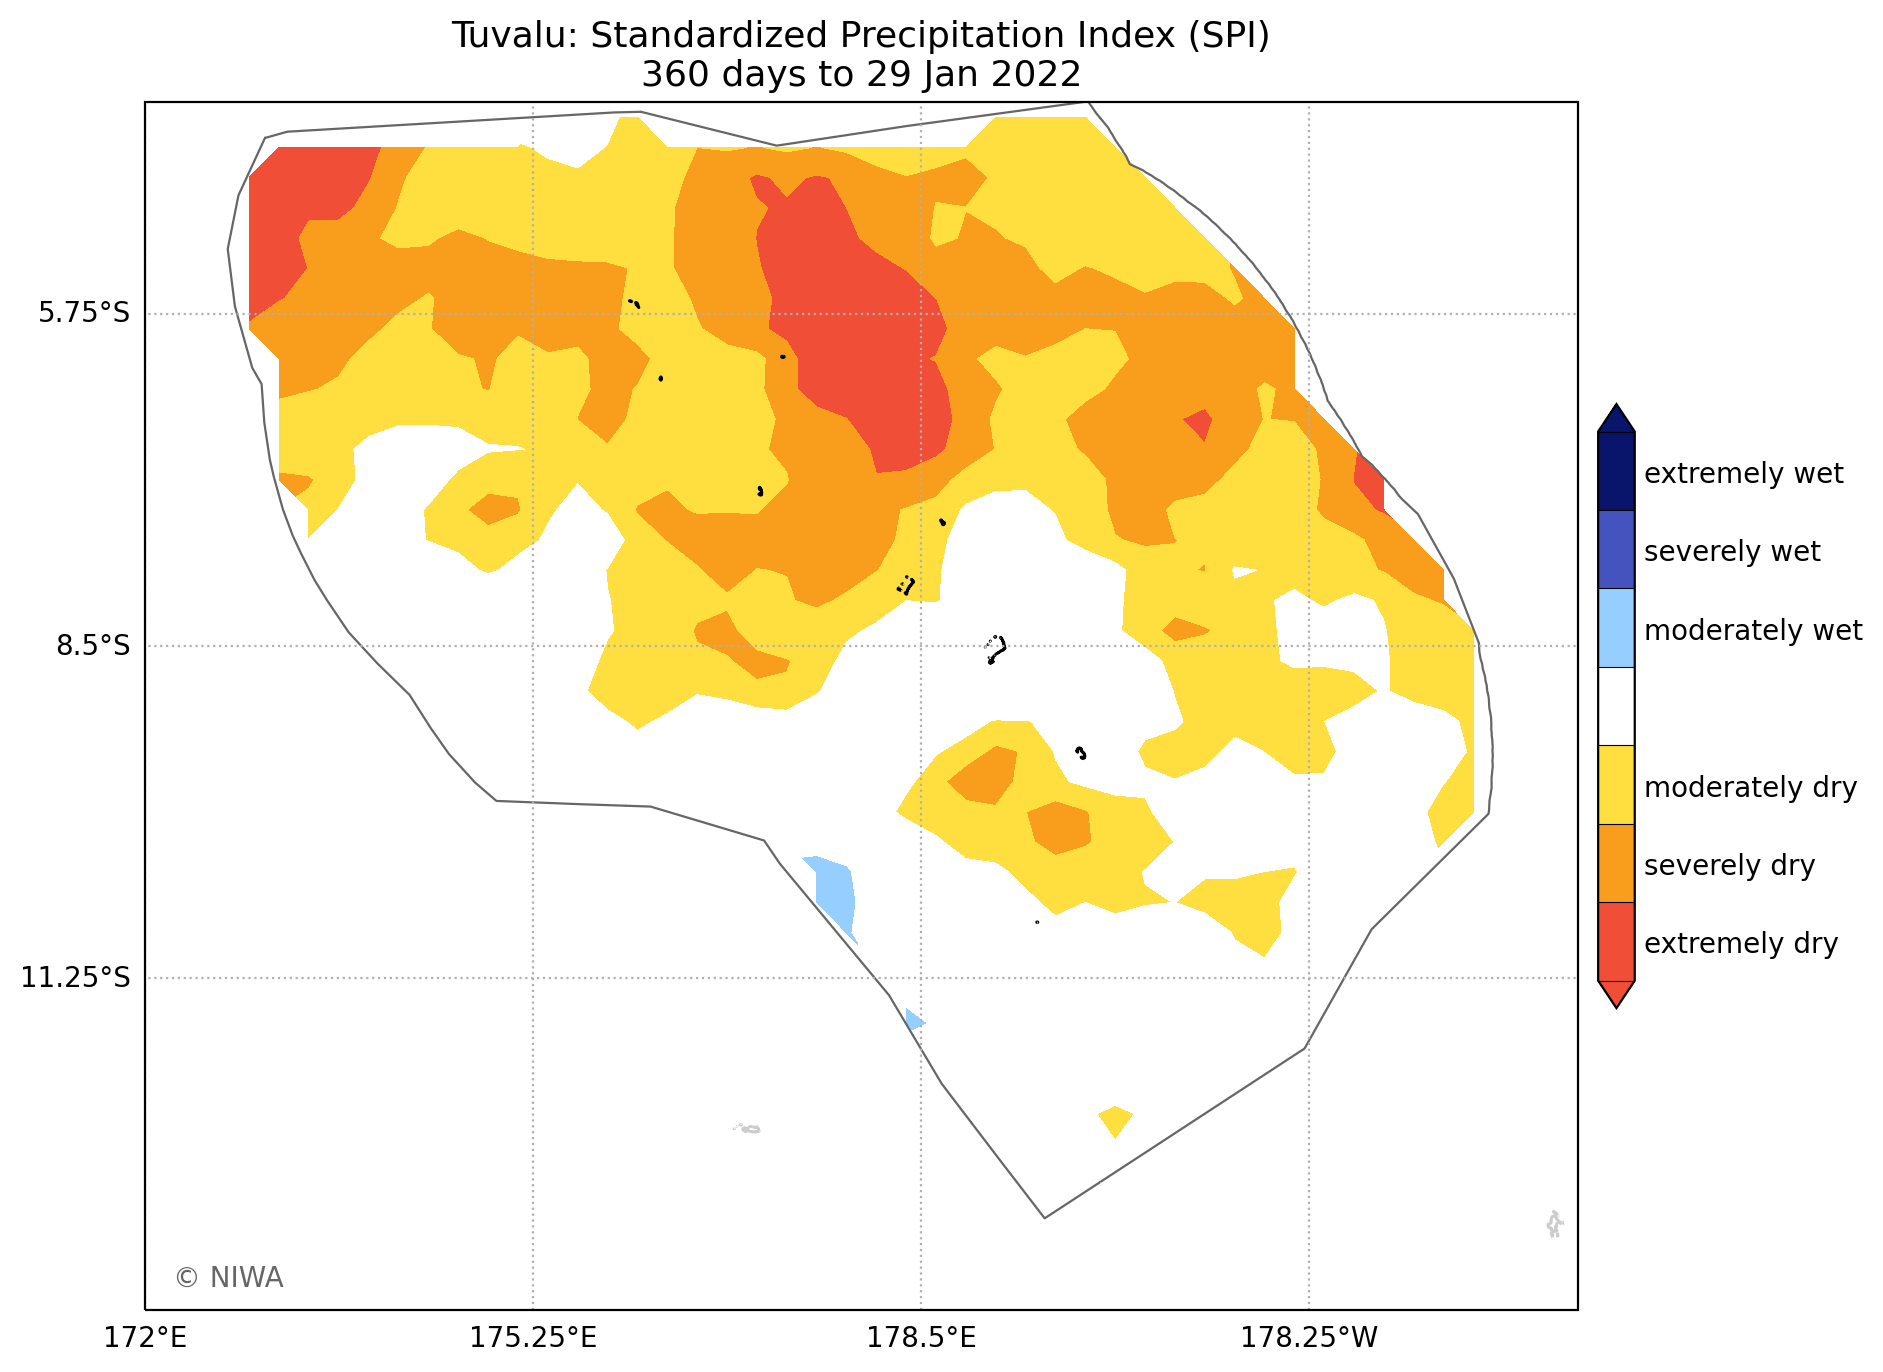 Tuvalu: Standardized Precipitation Index (SPI)
360 days to 29 Jan 2022
5.75°S
8.5°S
11.25°S
172°E
175.25°E
178.5°E
178.25°W
extremely wet
severely wet
moderately wet
moderately dry
severely dry
extremely dry
© NIWA